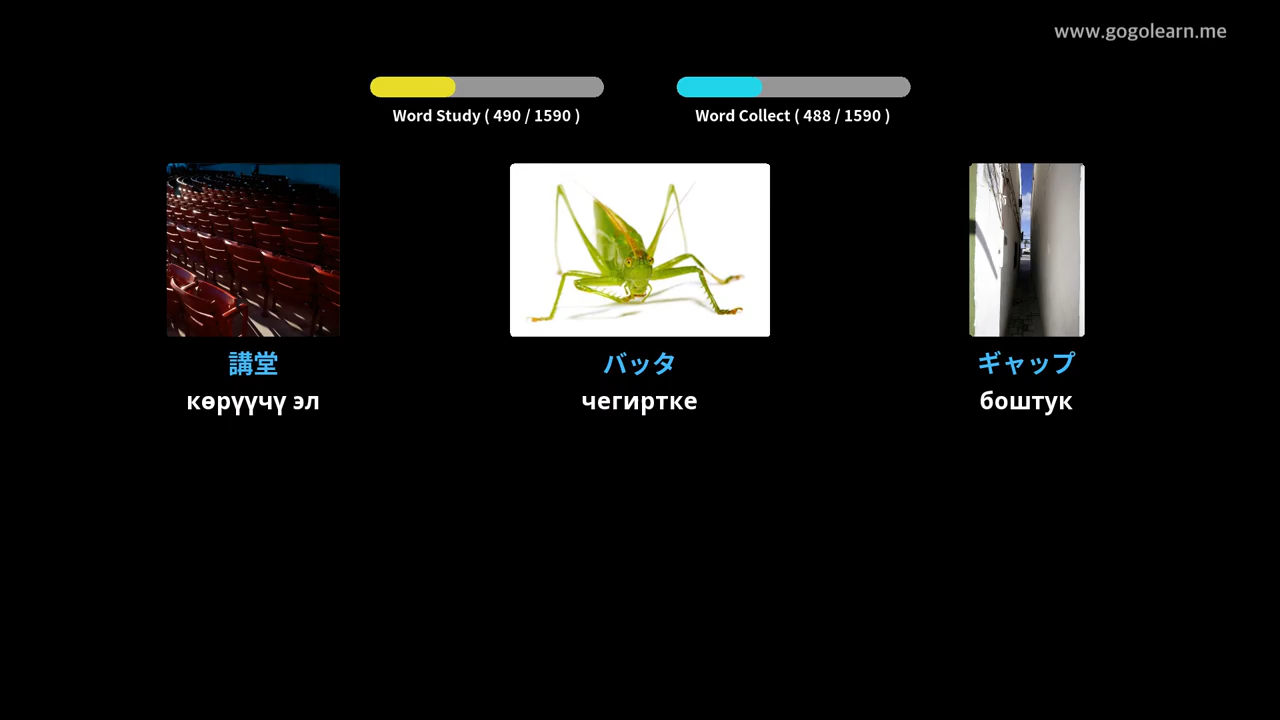 www.gogolearn.me
Word Study ( 490 / 1590 )
Word Collect ( 488 / 1590 )
講堂
バッタ
ギャップ
көрүүчү эл
чегиртке
боштук